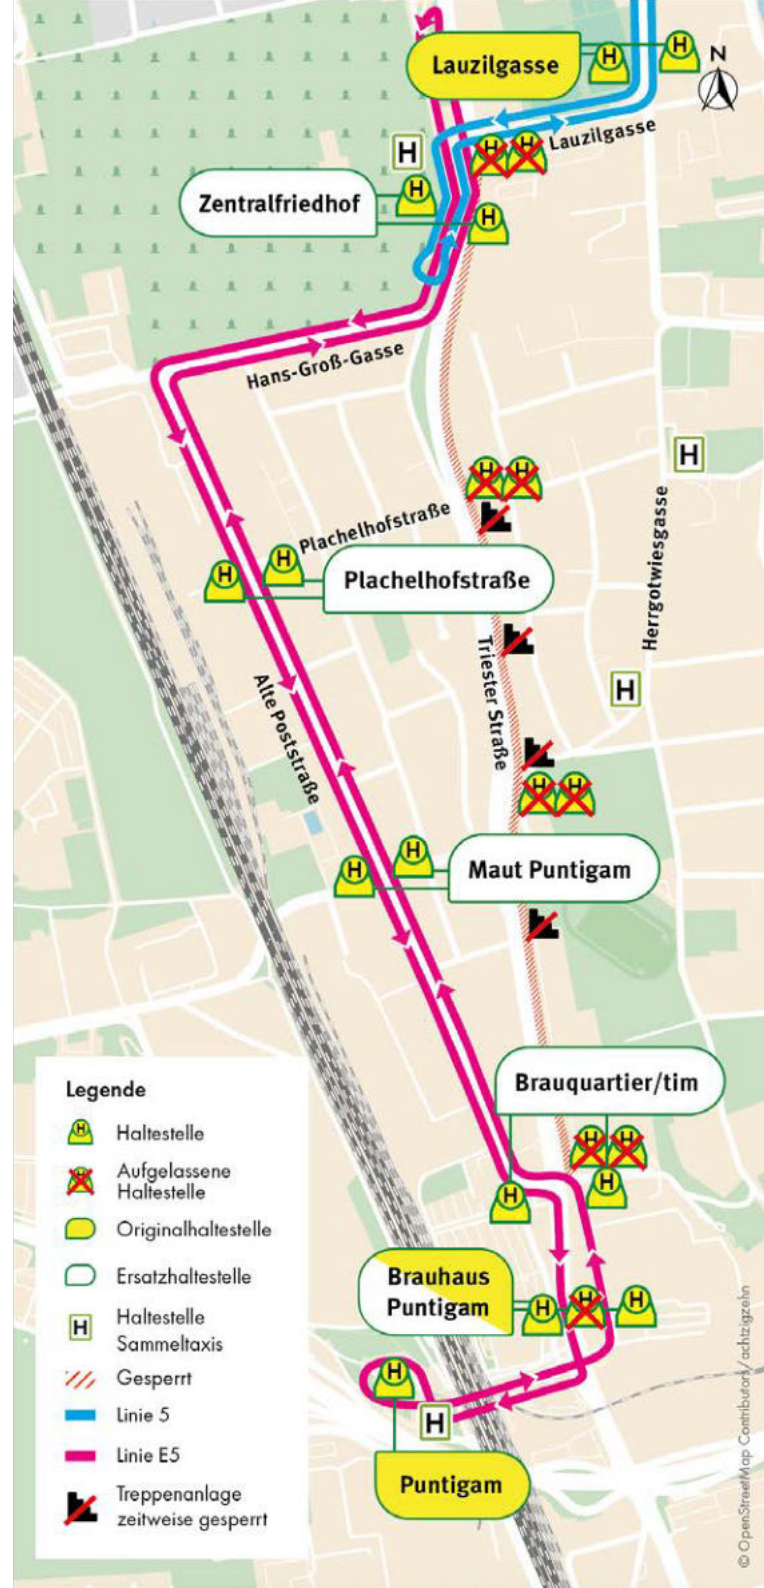 Lauzilgasse
H
H
N
Lauzilgasse
H
H
H
H
Zentralfriedhof
H
Hans-Groß-Gasse
H
H
H
Plachelhofstraße
H
H
Plachelhofstraße
Herrgottwiesgasse
Triester Straße
H
Alte Poststraße
H
H
H
H
Maut Puntigam
Brauquartier/tim
H
H
H
H
Brauhaus
Puntigam
H
H
H
H
H
Puntigam
Legende
H
Haltestelle
H
Aufgelassene
Haltestelle
Originalhaltestelle
Ersatzhaltestelle
H
Haltestelle
Sammeltaxis
Gesperrt
Linie 5
Linie E5
Treppenanlage
zeitweise gesperrt
© OpenStreetMap Contributors/achtzigzehn